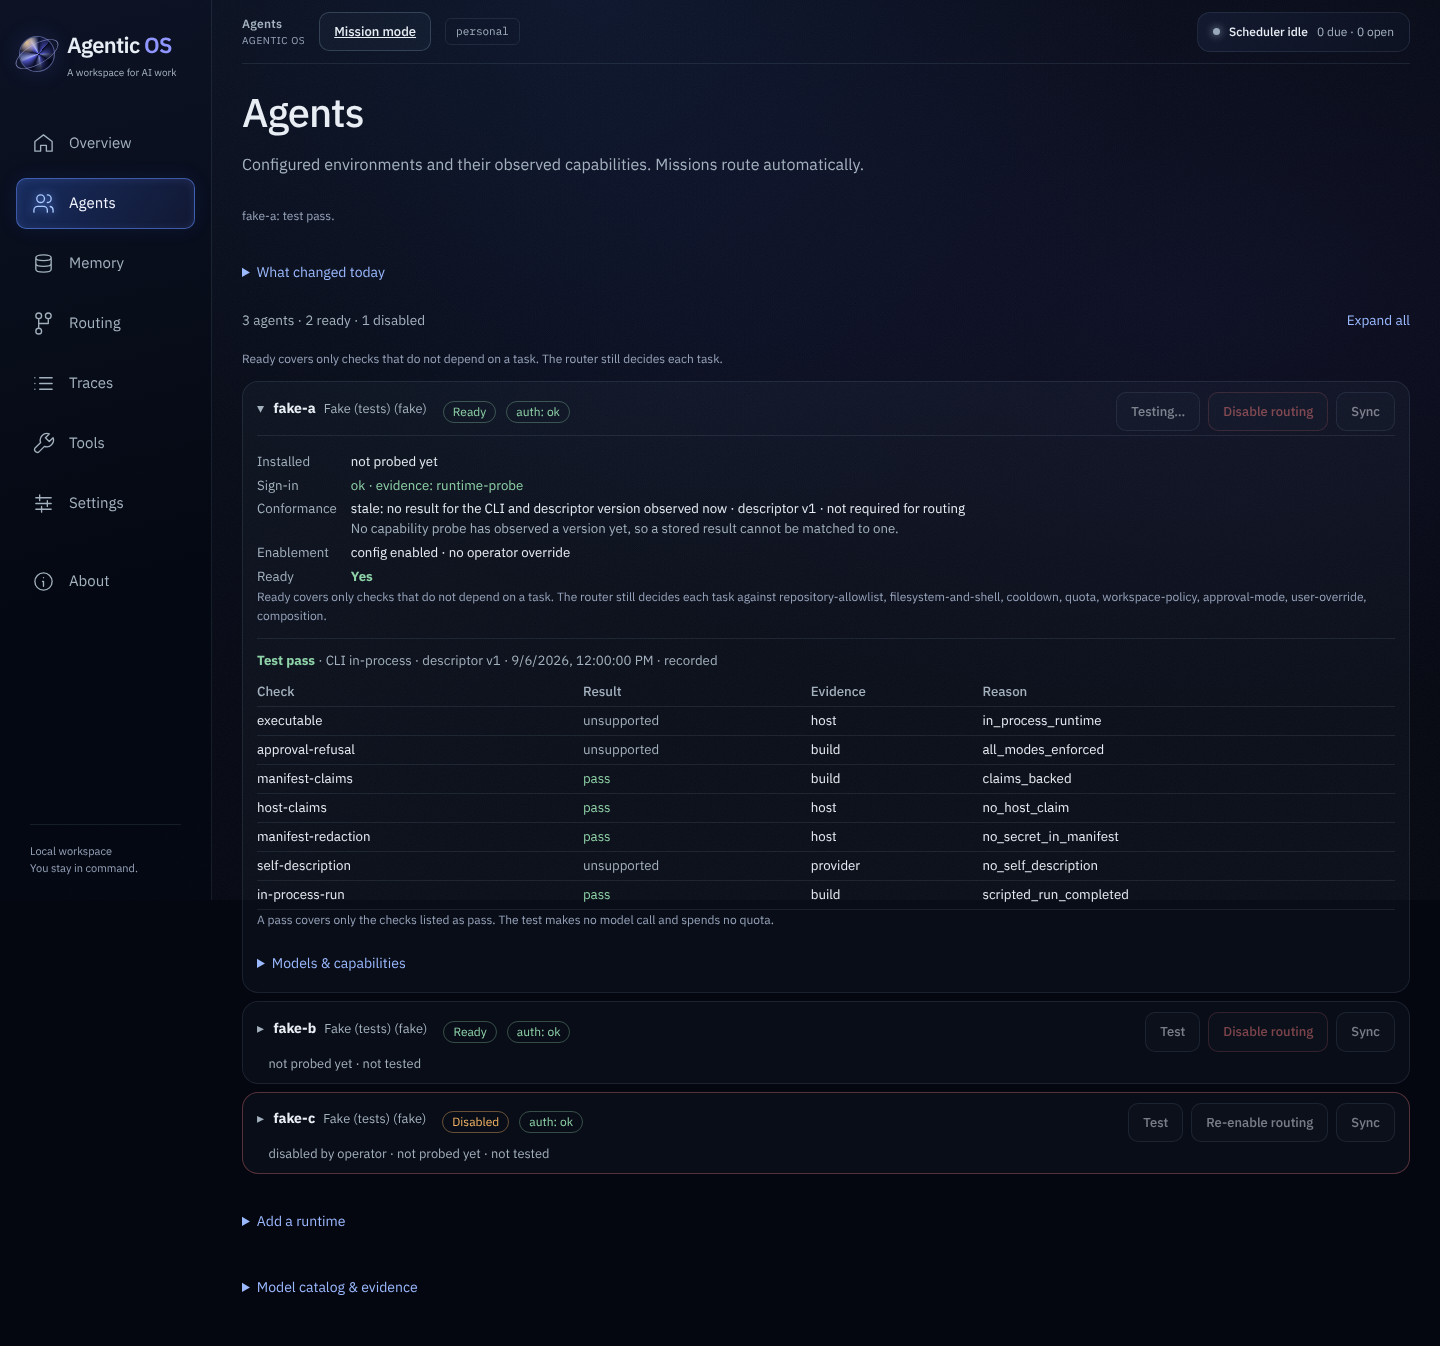 Agentic OS
A workspace for AI work
Overview
Agents
Memory
Routing
Traces
Tools
Settings
About
Local workspace
You stay in command.
Agents
AGENTIC OS
Mission mode
personal
Scheduler idle 0 due · 0 open
Agents
Configured environments and their observed capabilities. Missions route automatically.
fake-a: test pass.
▶ What changed today
3 agents · 2 ready · 1 disabled
Expand all
Ready covers only checks that do not depend on a task. The router still decides each task.
▾ fake-a Fake (tests) (fake) Ready auth: ok Testing... Disable routing Sync
Installed not probed yet
Sign-in ok · evidence: runtime-probe
Conformance stale: no result for the CLI and descriptor version observed now · descriptor v1 · not required for routing
No capability probe has observed a version yet, so a stored result cannot be matched to one.
Enablement config enabled · no operator override
Ready Yes
Ready covers only checks that do not depend on a task. The router still decides each task against repository-allowlist, filesystem-and-shell, cooldown, quota, workspace-policy, approval-mode, user-override,
composition.
Test pass · CLI in-process · descriptor v1 · 9/6/2026, 12:00:00 PM · recorded
Check Result Evidence Reason
executable unsupported host in_process_runtime
approval-refusal unsupported build all_modes_enforced
manifest-claims pass build claims_backed
host-claims pass host no_host_claim
manifest-redaction pass host no_secret_in_manifest
self-description unsupported provider no_self_description
in-process-run pass build scripted_run_completed
A pass covers only the checks listed as pass. The test makes no model call and spends no quota.
▶ Models & capabilities
▸ fake-b Fake (tests) (fake) Ready auth: ok Test Disable routing Sync
not probed yet · not tested
▸ fake-c Fake (tests) (fake) Disabled auth: ok Test Re-enable routing Sync
disabled by operator · not probed yet · not tested
▶ Add a runtime
▶ Model catalog & evidence